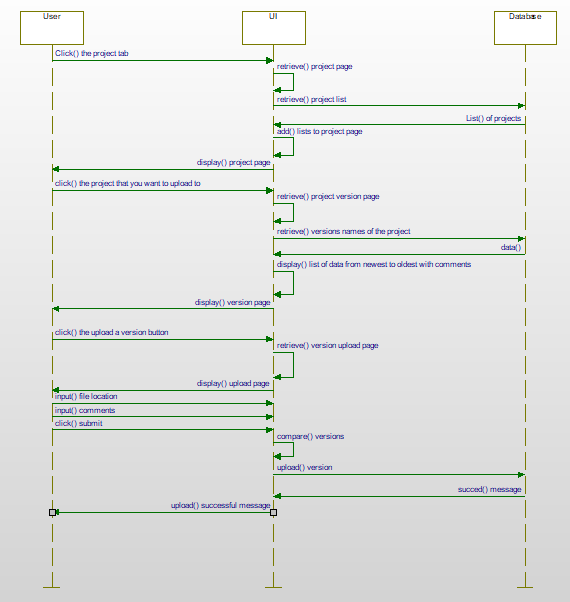 User
UI
Database
Click() the project tab
retrieve() project page
retrieve() project list
List() of projects
add() lists to project page
display() project page
click() the project that you want to upload to
retrieve() project version page
retrieve() versions names of the project
data()
display() list of data from newest to oldest with comments
display() version page
click() the upload a version button
retrieve() version upload page
display() upload page
input() file location
input() comments
click() submit
compare() versions
upload() version
succed() message
upload() successful message